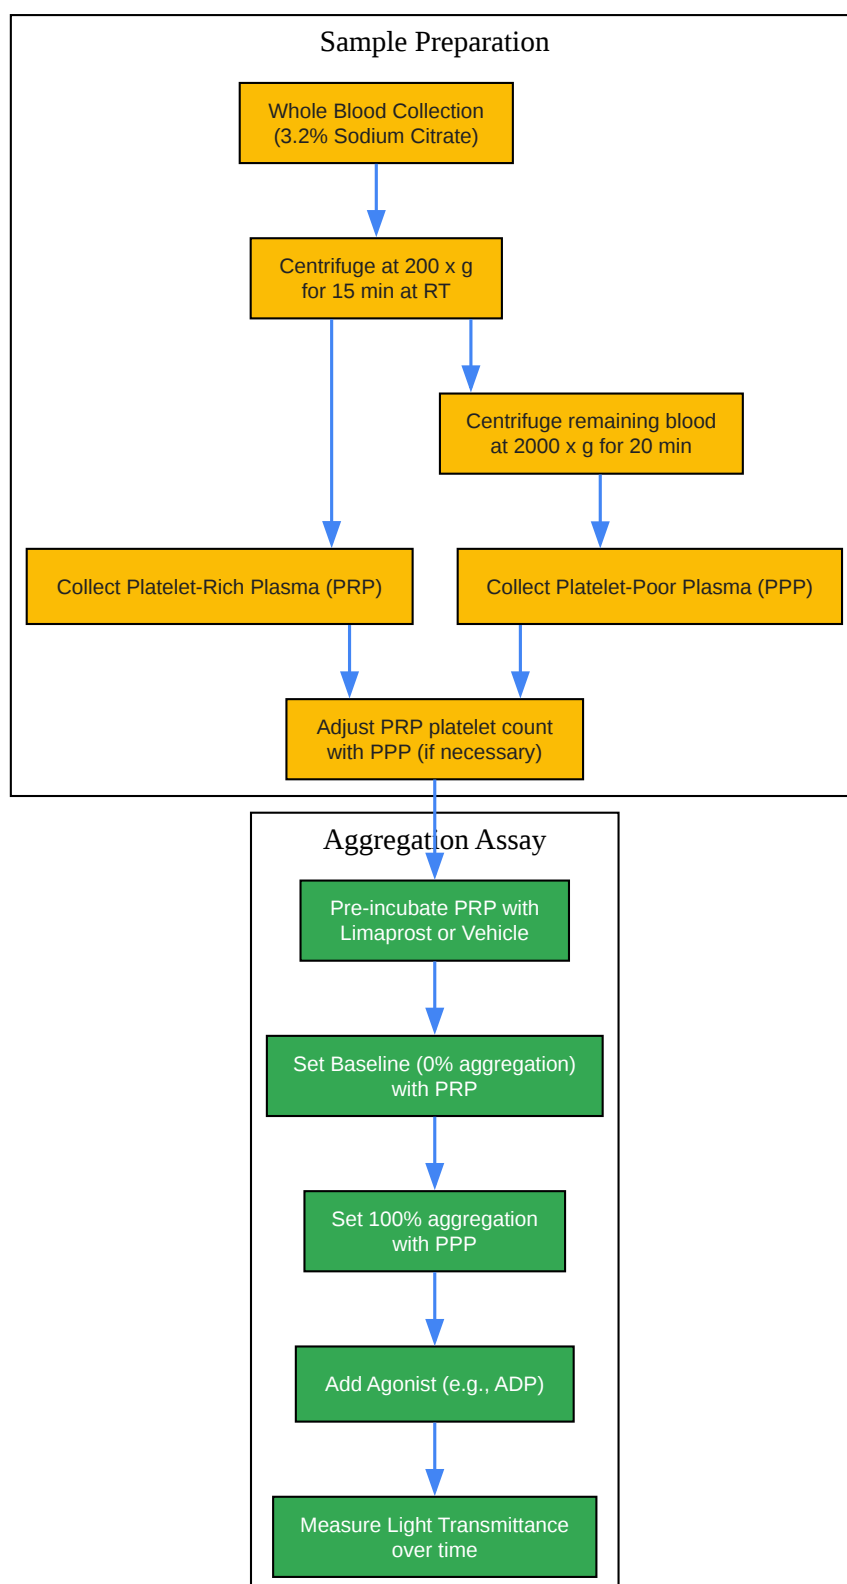 Sample Preparation
Whole Blood Collection
(3.2% Sodium Citrate)
Centrifuge at 200 x g
for 15 min at RT
Centrifuge remaining blood
at 2000 x g for 20 min
Collect Platelet-Rich Plasma (PRP)
Collect Platelet-Poor Plasma (PPP)
Adjust PRP platelet count
with PPP (if necessary)
Aggregation Assay
Pre-incubate PRP with
Limaprost or Vehicle
Set Baseline (0% aggregation)
with PRP
Set 100% aggregation
with PPP
Add Agonist (e.g., ADP)
Measure Light Transmittance
over time